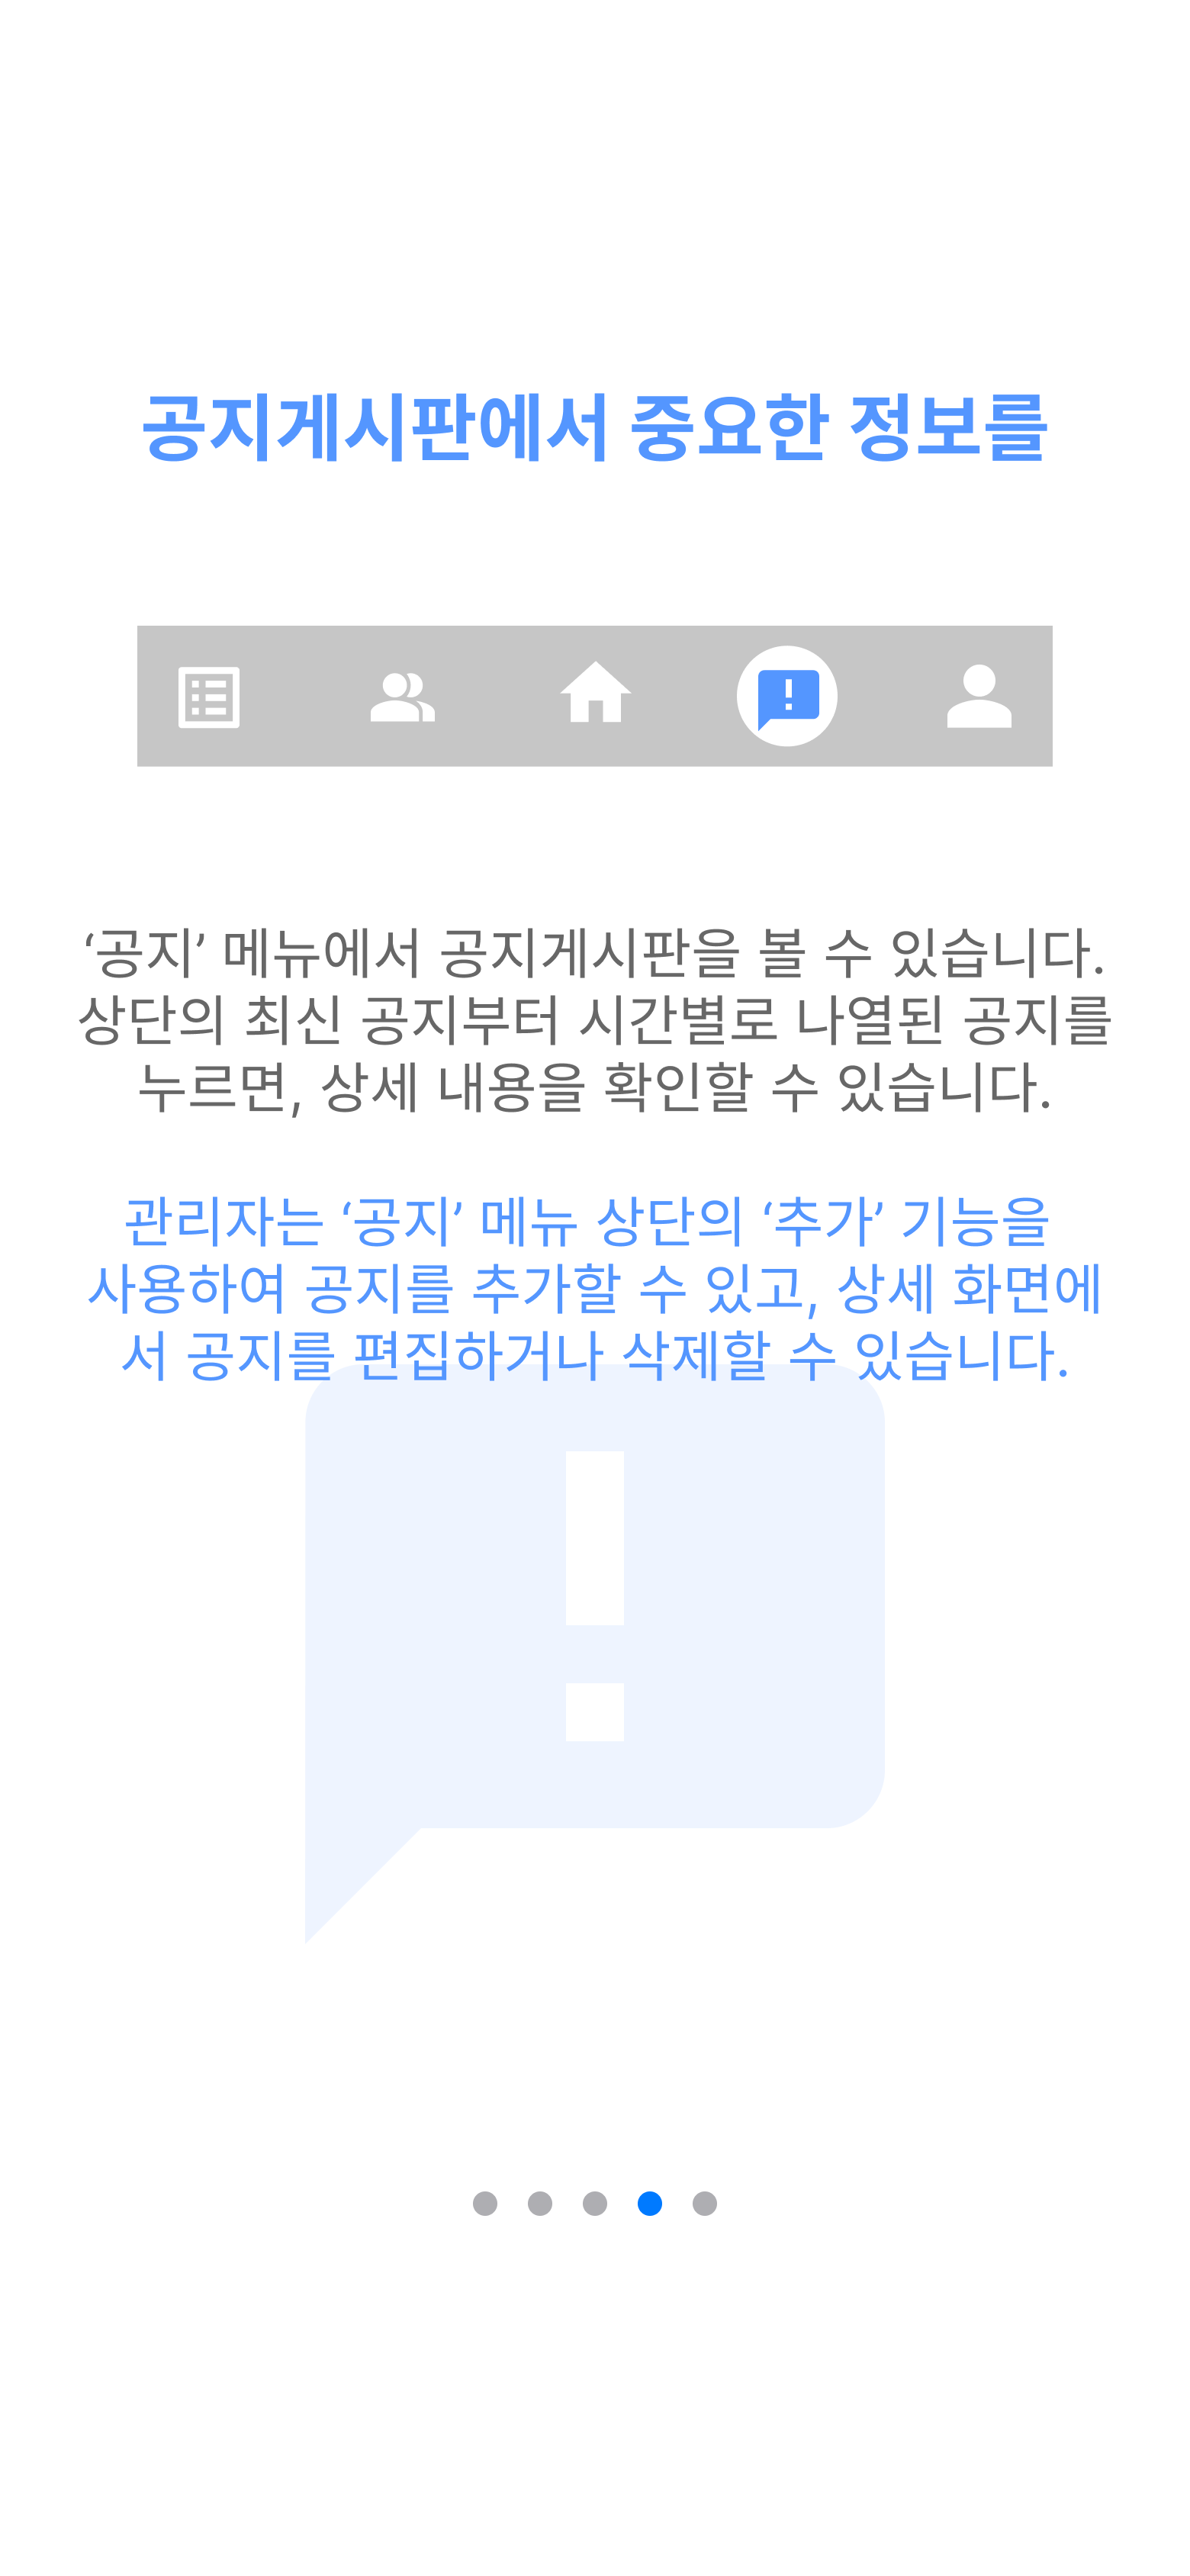 공지게시판에서 중요한 정보를
‘공지’ 메뉴에서 공지게시판을 볼 수 있습니다.
상단의 최신 공지부터 시간별로 나열된 공지를
누르면, 상세 내용을 확인할 수 있습니다.
관리자는 ‘공지’ 메뉴 상단의 ‘추가’ 기능을
사용하여 공지를 추가할 수 있고, 상세 화면에
서 공지를 편집하거나 삭제할 수 있습니다.